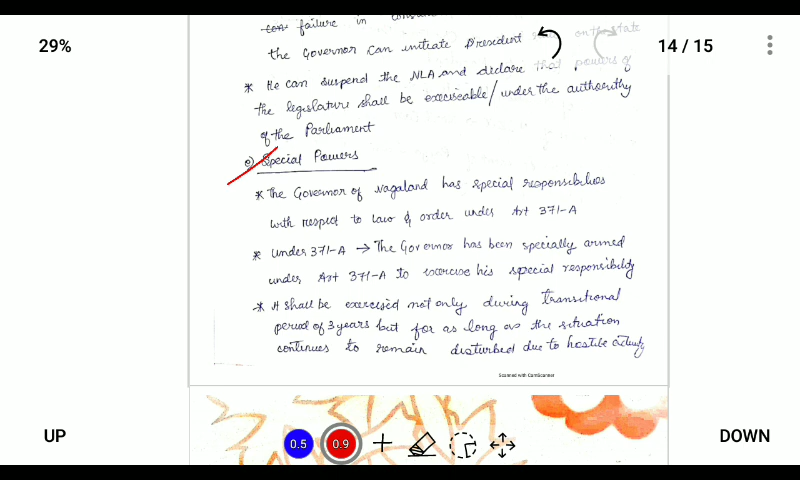 con failure in
29%
14 / 15
the Governor can initiate President on the state
* He can suspend the NLA and declare that powers of
the legislature shall be execiseable / under the authority
of the Parliament
e) Special Powers
* The Governor of Nagaland has special responsibilities
with respect to law & order under Art 371-A
* under 371-A → The Governor has been specially armed
under Art 371-A to exercise his special responsibility
* It shall be exercised not only during transitional
period of 3 years but for as long as the situation
continues to remain disturbed due to hostile activity
Scanned with CamScanner
UP
0.5
0.9
DOWN